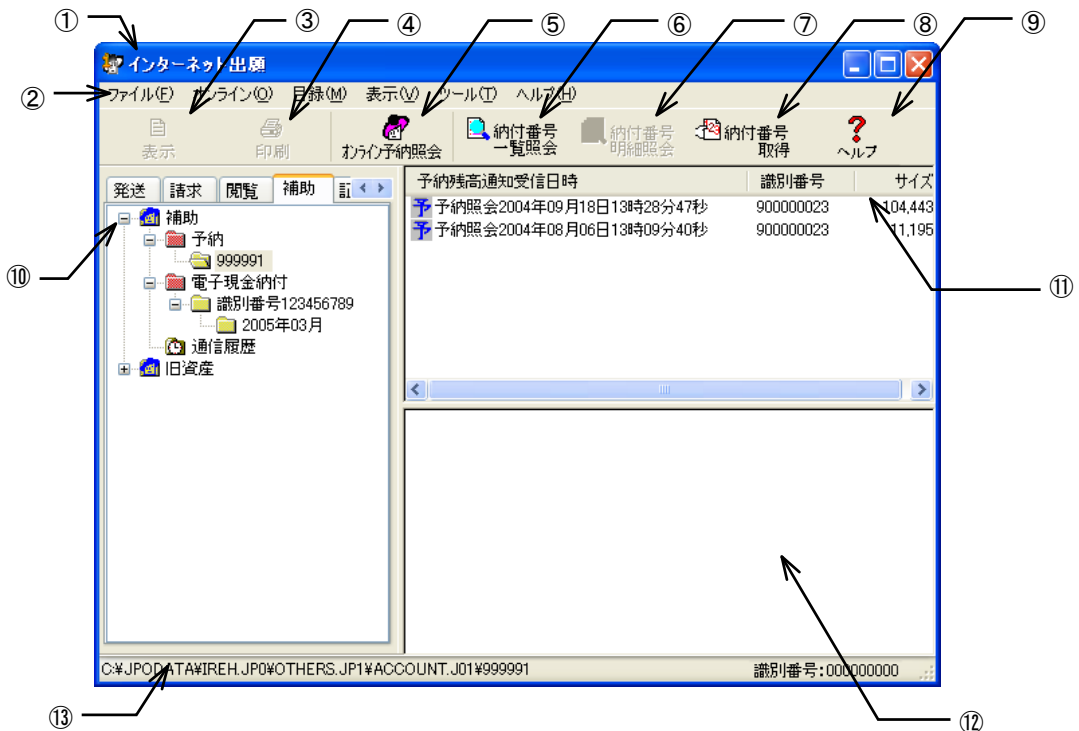 ① ③ ④ ⑤ ⑥ ⑦ ⑧ ⑨
インターネット出願
② ファイル(F) オンライン(O) 目録(M) 表示(V) ツール(T) ヘルプ(H)
表示
印刷
オンライン予納照会
納付番号
一覧照会
納付番号
明細照会
納付番号
取得
ヘルプ
発送 請求 閲覧 補助
予納残高通知受信日時 識別番号 サイズ
予 予納照会2004年09月18日13時28分47秒 900000023 104,443
予 予納照会2004年08月06日13時09分40秒 900000023 11,195
⑩
⑪
補助
予納
999991
電子現金納付
識別番号123456789
2005年03月
通信履歴
旧資産
C:¥JPODATA¥IREH.JP0¥OTHERS.JP1¥ACCOUNT.J01¥999991 識別番号:000000000
⑬
⑫